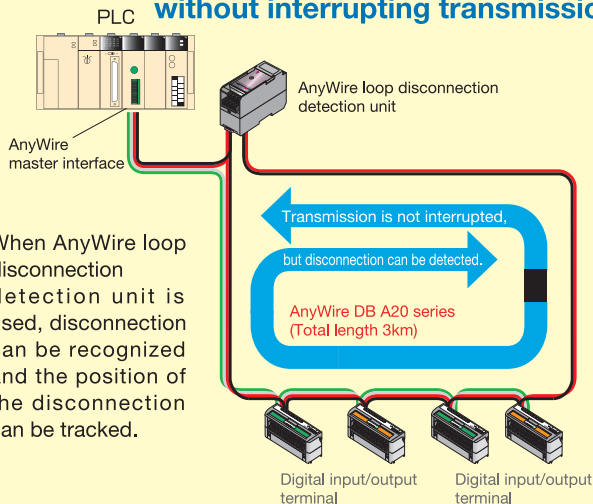 without interrupting transmissio
PLC
AnyWire loop disconnection
detection unit
AnyWire
master interface
Transmission is not interrupted,
but disconnection can be detected.
AnyWire DB A20 series
(Total length 3km)
When AnyWire loop
disconnection
detection unit is
used, disconnection
can be recognized
and the position of
the disconnection
can be tracked.
Digital input/output
terminal
Digital input/output
terminal